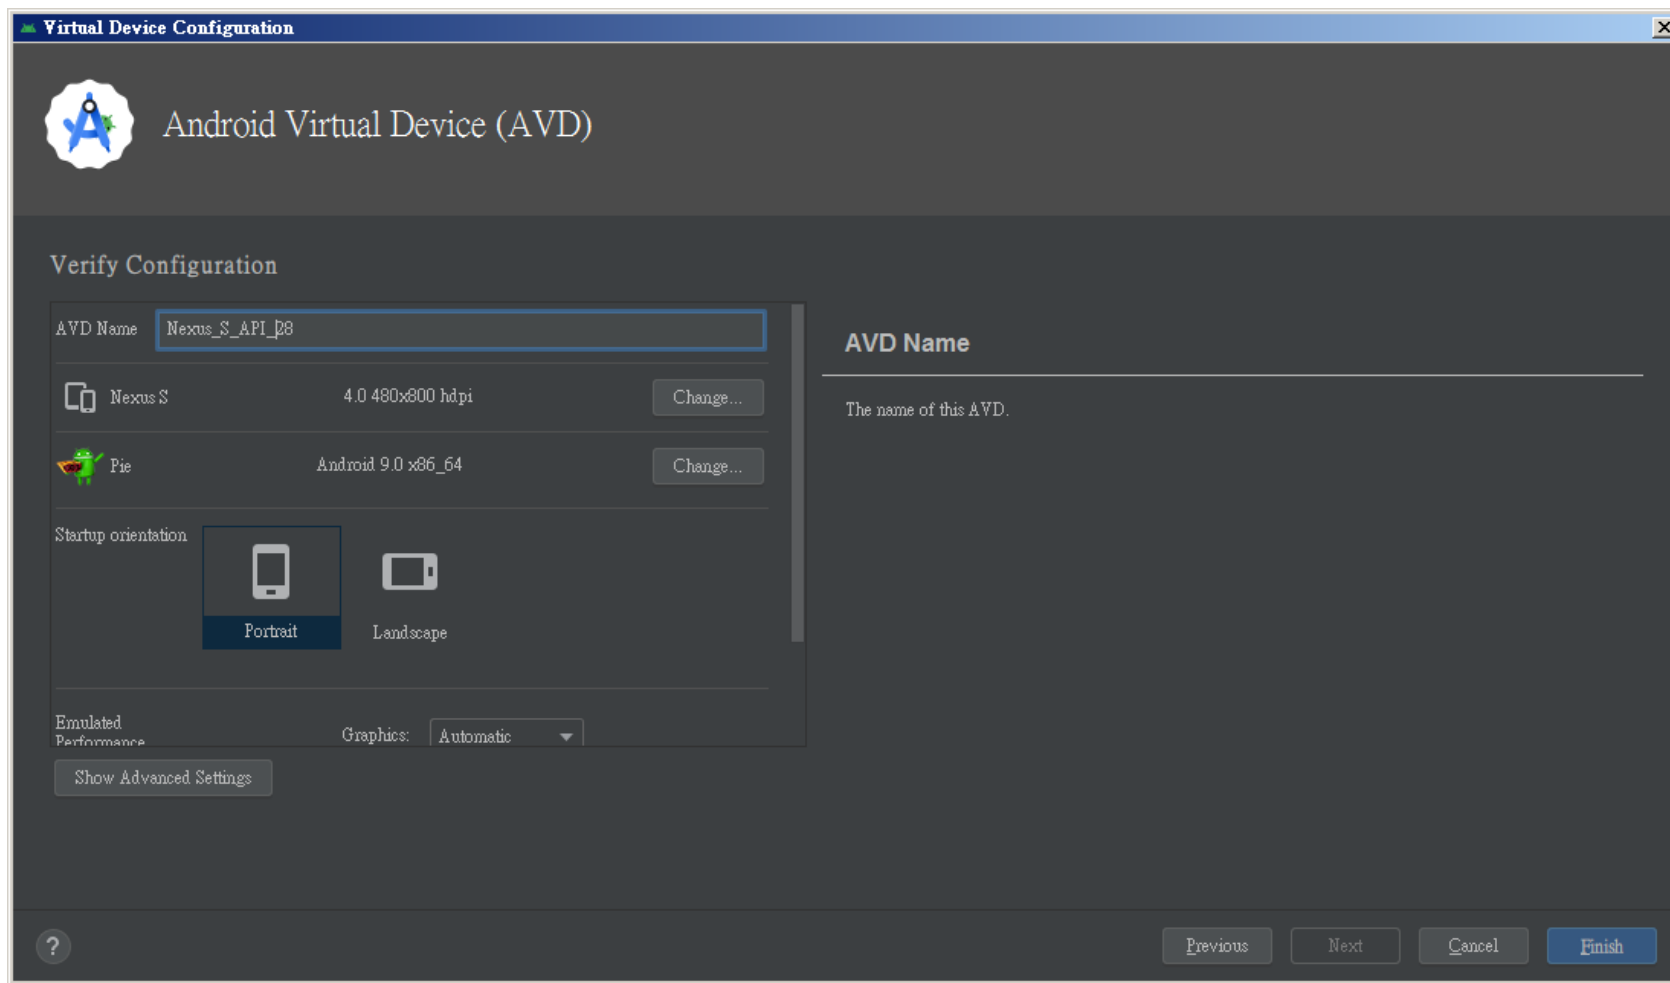 Virtual Device Configuration
Android Virtual Device (AVD)
Verify Configuration
AVD Name Nexus_S_API_28
Nexus S 4.0 480x800 hdpi Change...
Pie Android 9.0 x86_64 Change...
Startup orientation
Portrait Landscape
Emulated
Performance
Graphics: Automatic
Show Advanced Settings
AVD Name
The name of this AVD.
? Previous Next Cancel Finish